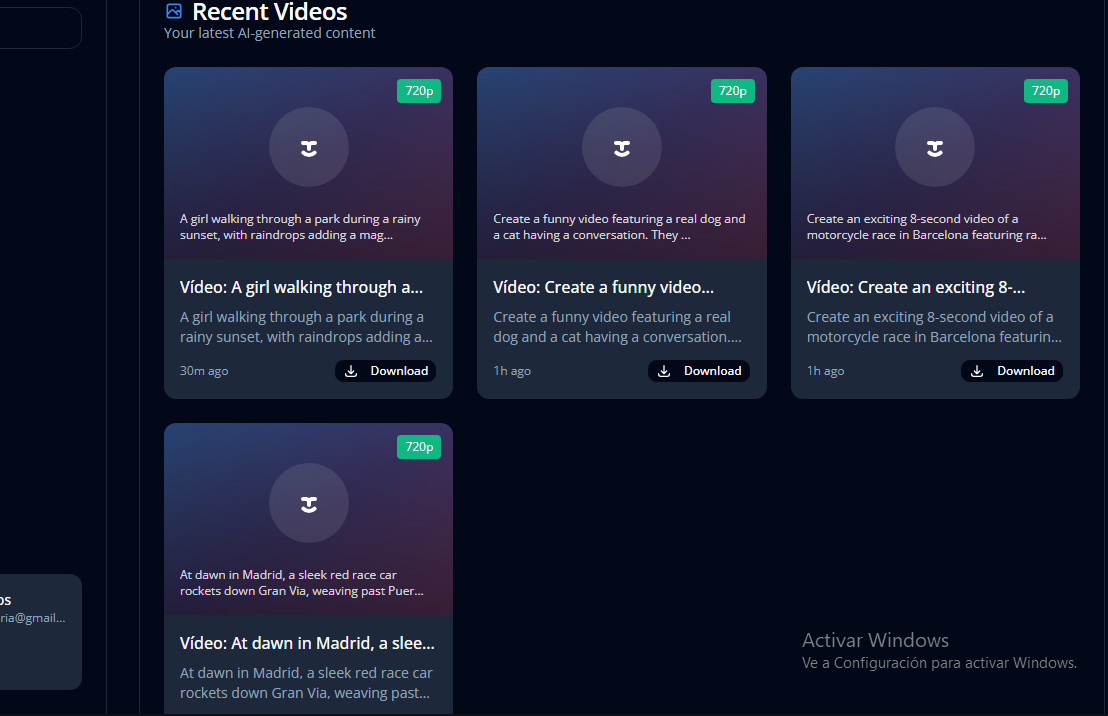 Recent Videos
Your latest AI-generated content
720p
A girl walking through a park during a rainy
sunset, with raindrops adding a mag...
Vídeo: A girl walking through a...
A girl walking through a park during a
rainy sunset, with raindrops adding a...
30m ago
Download
720p
Create a funny video featuring a real dog and
a cat having a conversation. They ...
Vídeo: Create a funny video...
Create a funny video featuring a real
dog and a cat having a conversation....
1h ago
Download
720p
Create an exciting 8-second video of a
motorcycle race in Barcelona featuring ra...
Vídeo: Create an exciting 8-...
Create an exciting 8-second video of a
motorcycle race in Barcelona featurin...
1h ago
Download
720p
At dawn in Madrid, a sleek red race car
rockets down Gran Via, weaving past Puer...
Vídeo: At dawn in Madrid, a slee...
At dawn in Madrid, a sleek red race car
rockets down Gran Via, weaving past...
os
ria@gmail...
Activar Windows
Ve a Configuración para activar Windows.